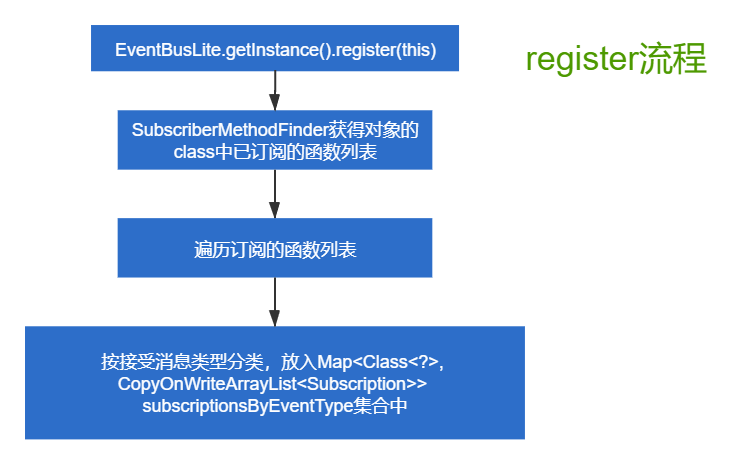 EventBusLite.getInstance().register(this)
register流程
SubscriberMethodFinder获得对象的
class中已订阅的函数列表
遍历订阅的函数列表
按接受消息类型分类，放入Map<Class<?>,
CopyOnWriteArrayList<Subscription>>
subscriptionsByEventType集合中